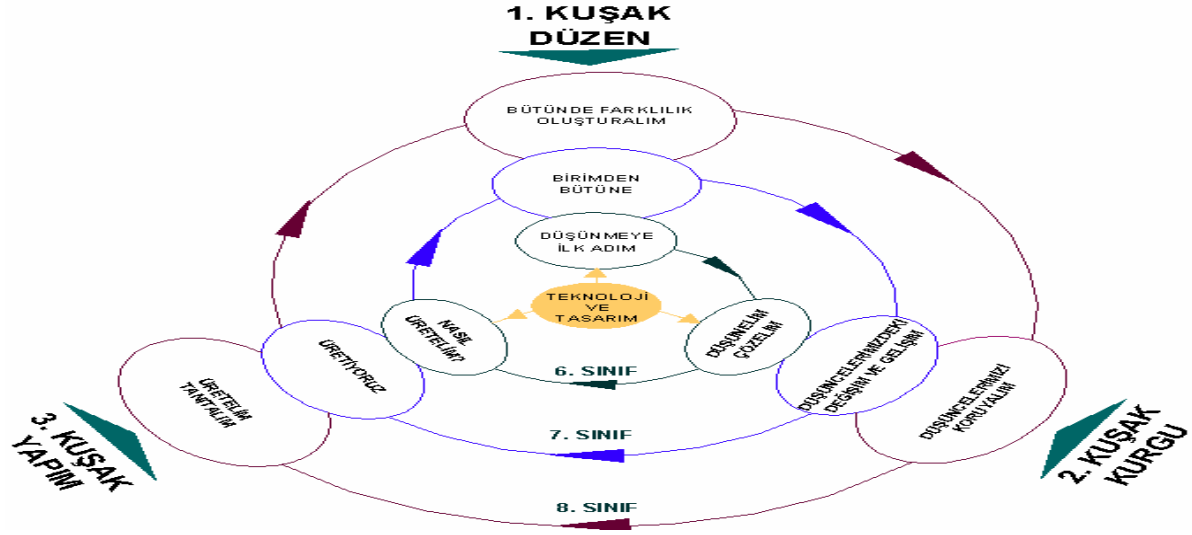 1. KUŞAK
DÜZEN
BÜTÜNDE FARKLILIK
OLUŞTURALIM
BİRİMDEN
BÜTÜNE
DÜŞÜNMEYE
İLK ADIM
TEKNOLOJİ
VE
TASARIM
NASIL
ÜRETELİM?
DÜŞÜNELİM
ÇÖZELİM
ÜRETİYORUZ
DÜŞÜNCELERİMİZDEKİ
DEĞİŞİM VE GELİŞİM
ÜRETELİM
TANITALIM
DÜŞÜNCELERİMİZİ
KORUYALIM
6. SINIF
7. SINIF
8. SINIF
3. KUŞAK
YAPIM
2. KUŞAK
KURGU